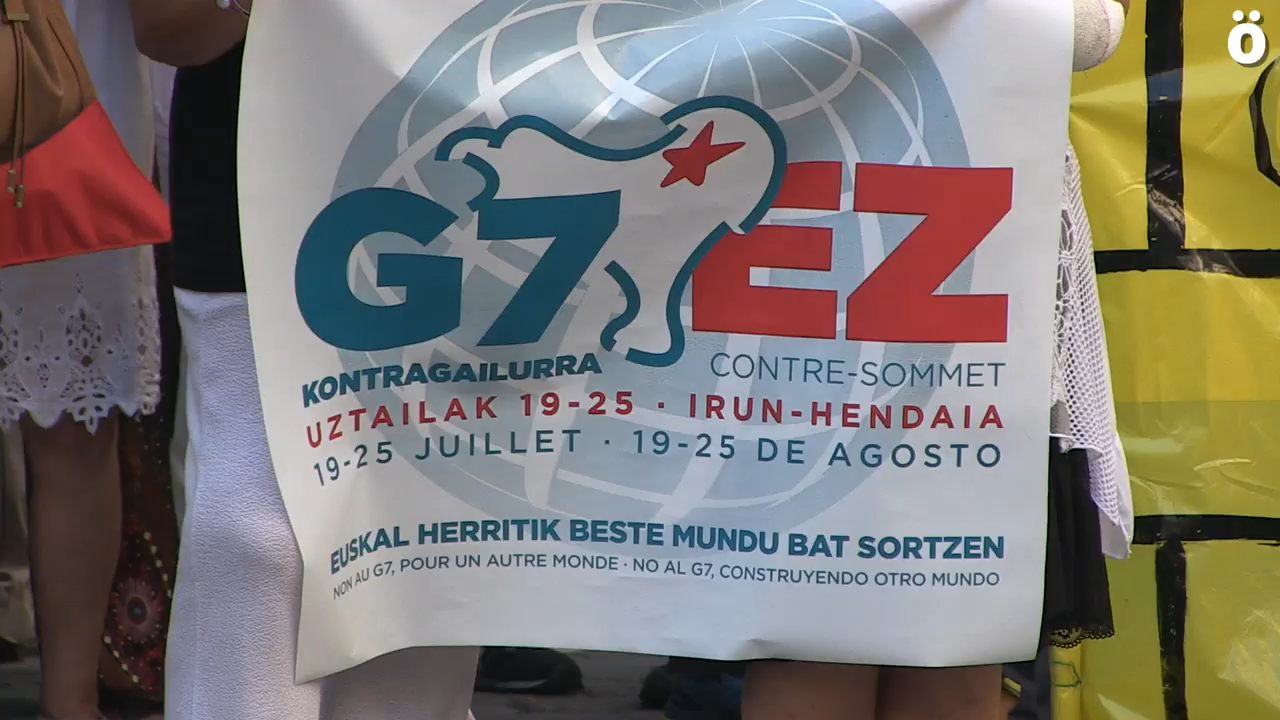 ö
G7 EZ
KONTRAGAILURRA CONTRE-SOMMET
UZTAILAK 19-25 · IRUN-HENDAIA
19-25 JUILLET · 19-25 DE AGOSTO
EUSKAL HERRITIK BESTE MUNDU BAT SORTZEN
NON AU G7, POUR UN AUTRE MONDE · NO AL G7, CONSTRUYENDO OTRO MUNDO